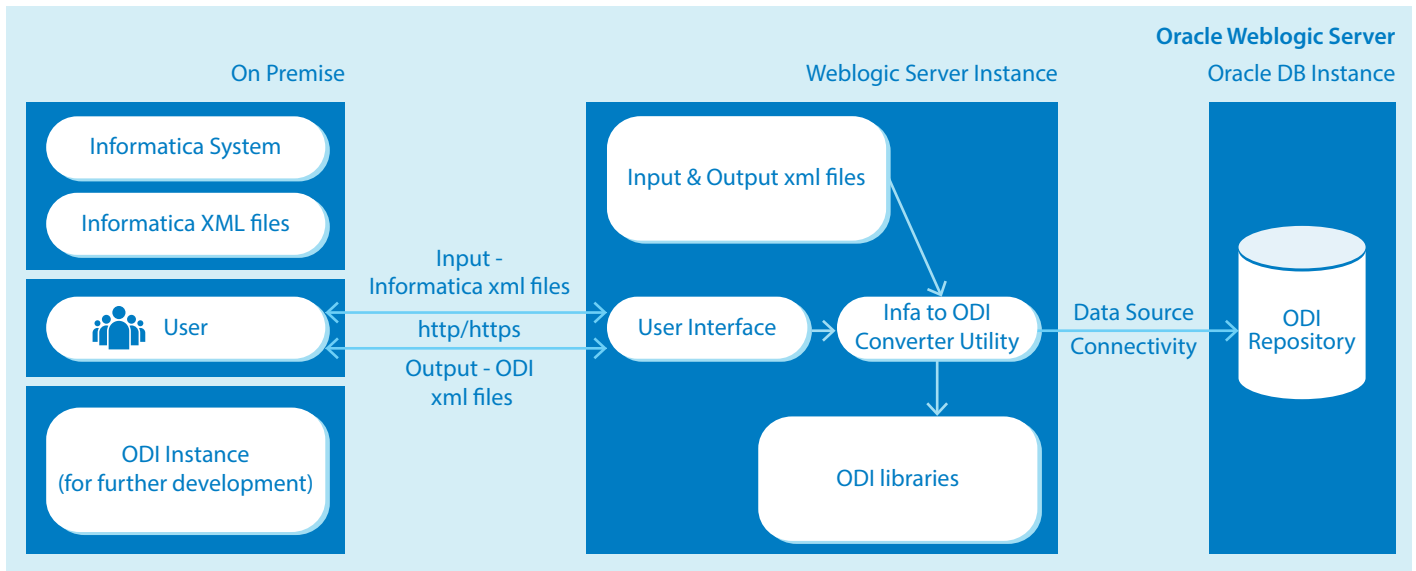 Oracle Weblogic Server
On Premise
Weblogic Server Instance
Oracle DB Instance
Informatica System
Informatica XML files
User
ODI Instance
(for further development)
Input -
Informatica xml files
http/https
Output - ODI
xml files
Input & Output xml files
User Interface
Infa to ODI
Converter Utility
ODI libraries
Data Source
Connectivity
ODI
Repository